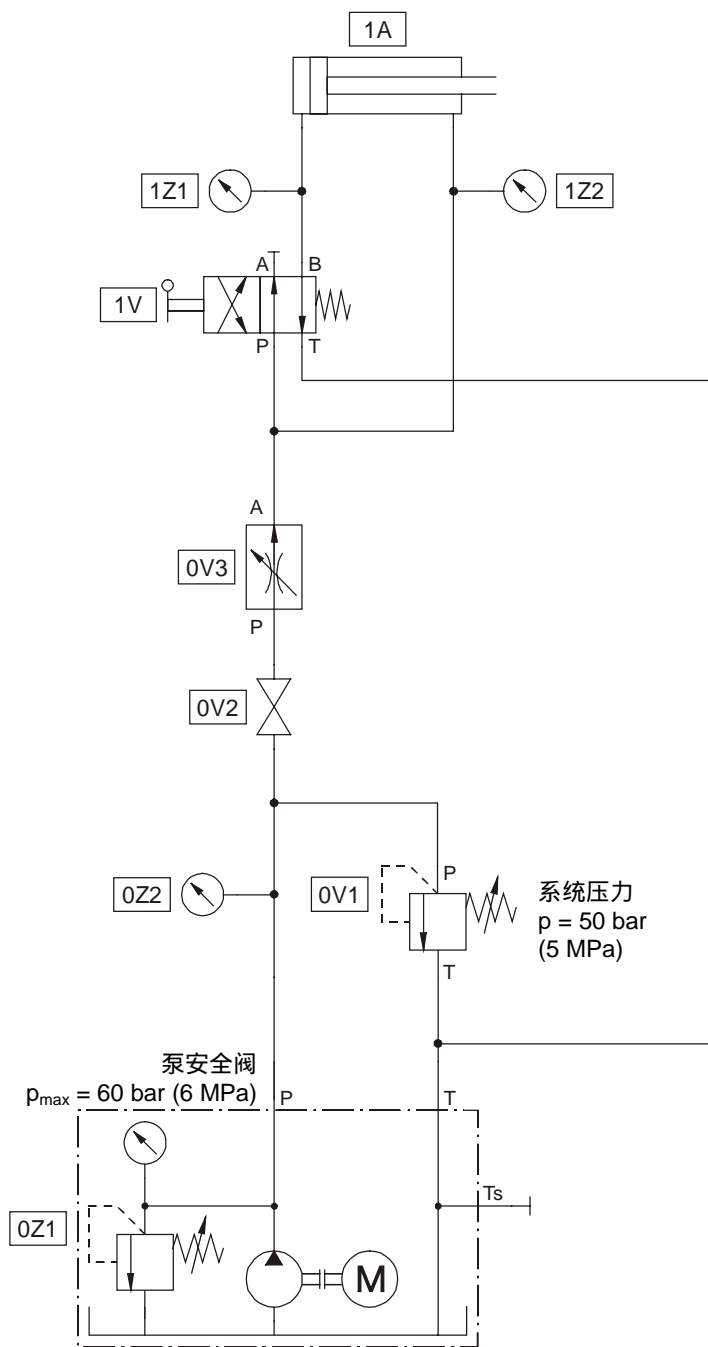 1A
1Z1
1Z2
A B
1V
P T
A
0V3
P
0V2
0Z2
0V1
P
系统压力
p = 50 bar
(5 MPa)
T
泵安全阀
pmax = 60 bar (6 MPa)
P
T
Ts
0Z1
M